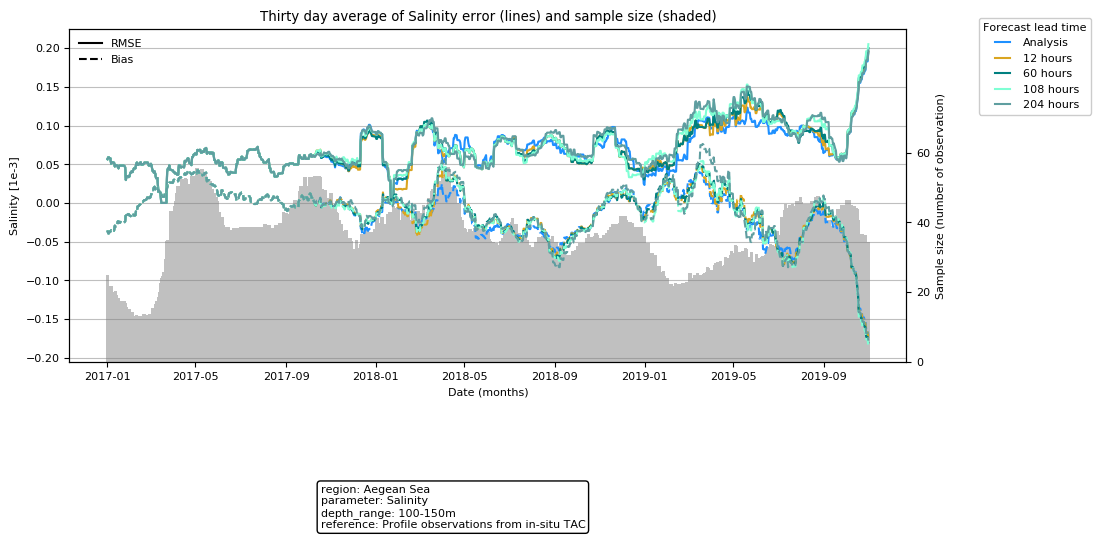 Thirty day average of Salinity error (lines) and sample size (shaded)
RMSE
Bias
Forecast lead time
Analysis
12 hours
60 hours
108 hours
204 hours
Salinity [1e-3]
0.20
0.15
0.10
0.05
0.00
−0.05
−0.10
−0.15
−0.20
60
40
20
0
Sample size (number of observation)
2017-01
2017-05
2017-09
2018-01
2018-05
2018-09
2019-01
2019-05
2019-09
Date (months)
region: Aegean Sea
parameter: Salinity
depth_range: 100-150m
reference: Profile observations from in-situ TAC